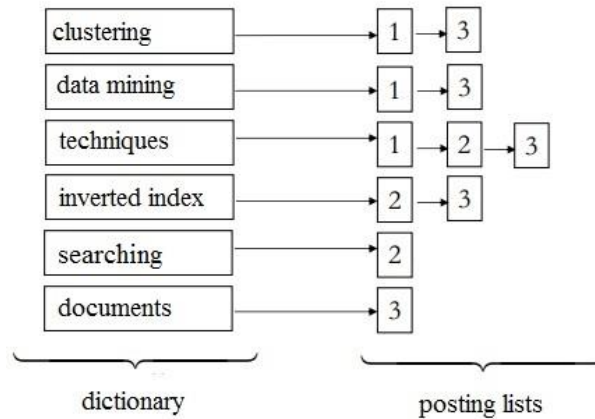 clustering 1 3
data mining 1 3
techniques 1 2 3
inverted index 2 3
searching 2
documents 3
dictionary posting lists